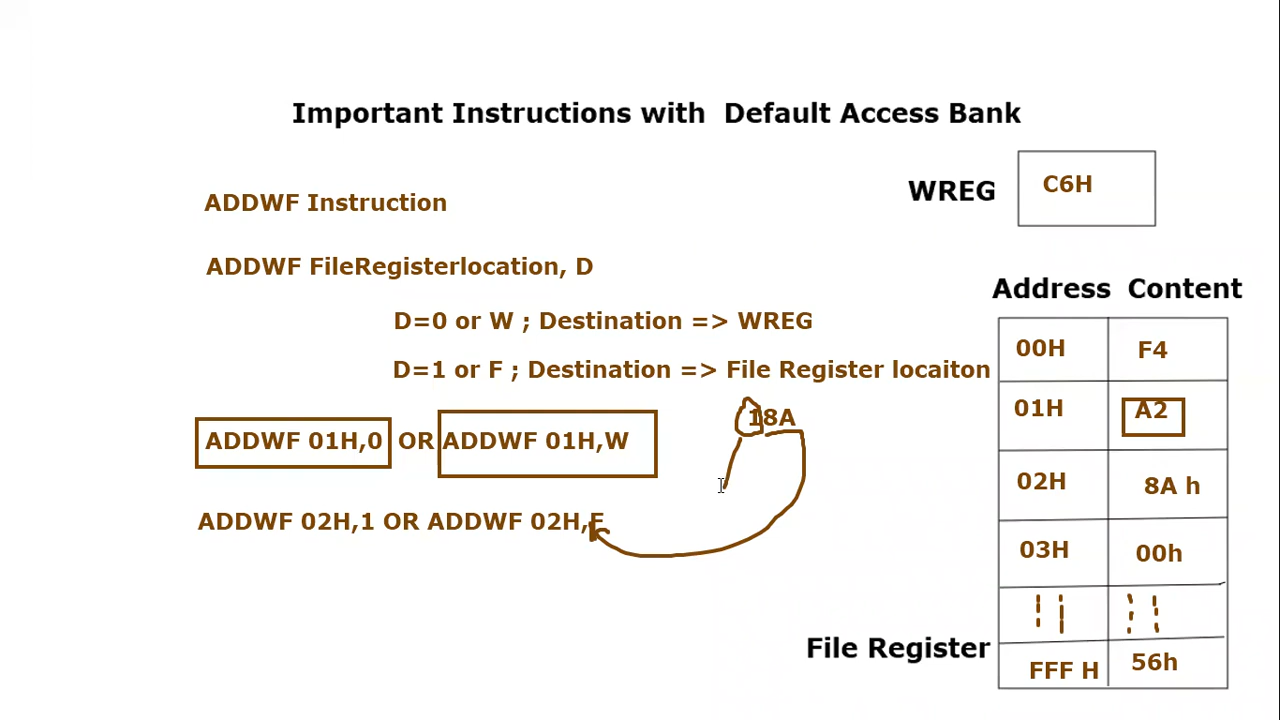 Important Instructions with Default Access Bank
WREG
C6H
ADDWF Instruction
ADDWF FileRegisterlocation, D
D=0 or W ; Destination => WREG
D=1 or F ; Destination => File Register locaiton
18A
ADDWF 01H,0 OR ADDWF 01H,W
ADDWF 02H,1 OR ADDWF 02H,F
Address Content
00H F4
01H A2
02H 8A h
03H 00h
FFF H 56h
File Register